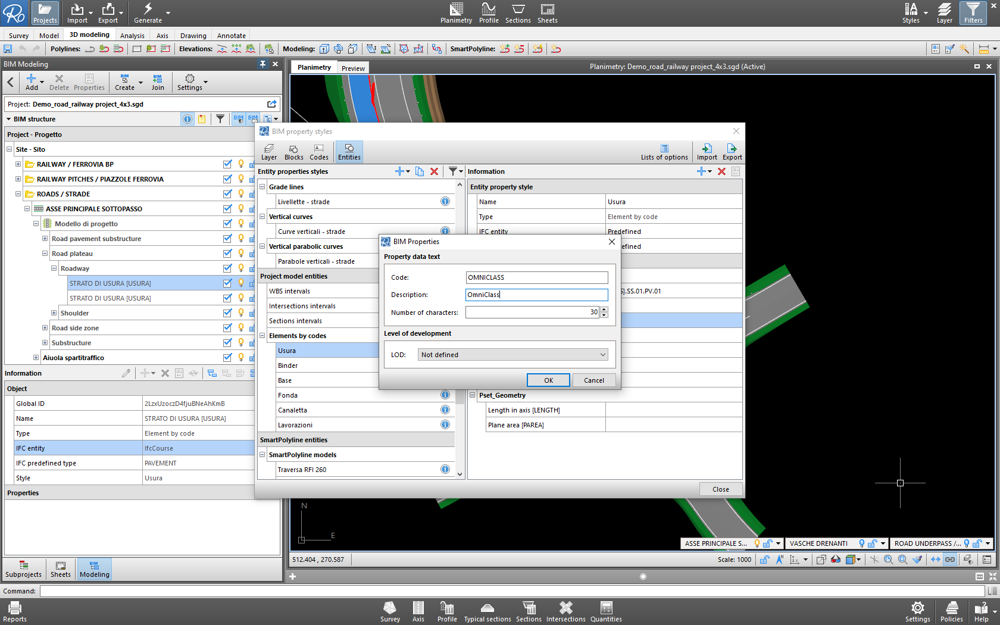 Ro Projects Import Export Generate Planimetry Profile Sections Sheets Styles Layer Filters
Survey Model 3D modeling Analysis Axis Drawing Annotate
Polylines: Elevations: Modeling: SmartPolyline:
BIM Modeling
Add Delete Properties Create Join Settings
Project: Demo_road_railway project_4x3.sgd
BIM structure
Project - Progetto
Site - Sito
RAILWAY / FERROVIA BP
RAILWAY PITCHES / PIAZZOLE FERROVIA
ROADS / STRADE
ASSE PRINCIPALE SOTTOPASSO
Modello di progetto
Road pavement substructure
Road plateau
Roadway
STRATO DI USURA [USURA]
STRATO DI USURA [USURA]
Shoulder
Road side zone
Substructure
Aiuola spartitraffico
Information
Object
Global ID 2LzxUzoczD4fjuBNeAhKmB
Name STRATO DI USURA [USURA]
Type Element by code
IFC entity IfcCourse
IFC predefined type PAVEMENT
Style Usura
Properties
Subprojects Sheets Modeling
Planimetry Preview Planimetry: Demo_road_railway project_4x3.sgd (Active)
BIM property styles
Layer Blocks Codes Entities Lists of options Import Export
Entity properties styles
Grade lines
Livellette - strade
Vertical curves
Curve verticali - strade
Vertical parabolic curves
Parabole verticali - strade
Project model entities
WBS intervals
Intersections intervals
Sections intervals
Elements by codes
Usura
Binder
Base
Fonda
Canaletta
Lavorazioni
SmartPolyline entities
SmartPolyline models
Traversa RFI 260
Information
Entity property style
Name Usura
Type Element by code
IFC entity Predefined
efined
S].SS.01.PV.01
Pset_Geometry
Length in axis [LENGTH]
Plane area [PAREA]
Close
BIM Properties
Property data text
Code: OMNICLASS
Description: OmniClass
Number of characters: 30
Level of development
LOD: Not defined
OK Cancel
N
E
ASSE PRINCIPALE S... VASCHE DRENANTI ROAD UNDERPASS /...
512.404 , 270.587 Scale: 1000
Command:
Reports Survey Axis Profile Typical sections Sections Intersections Quantities Settings Policies Help